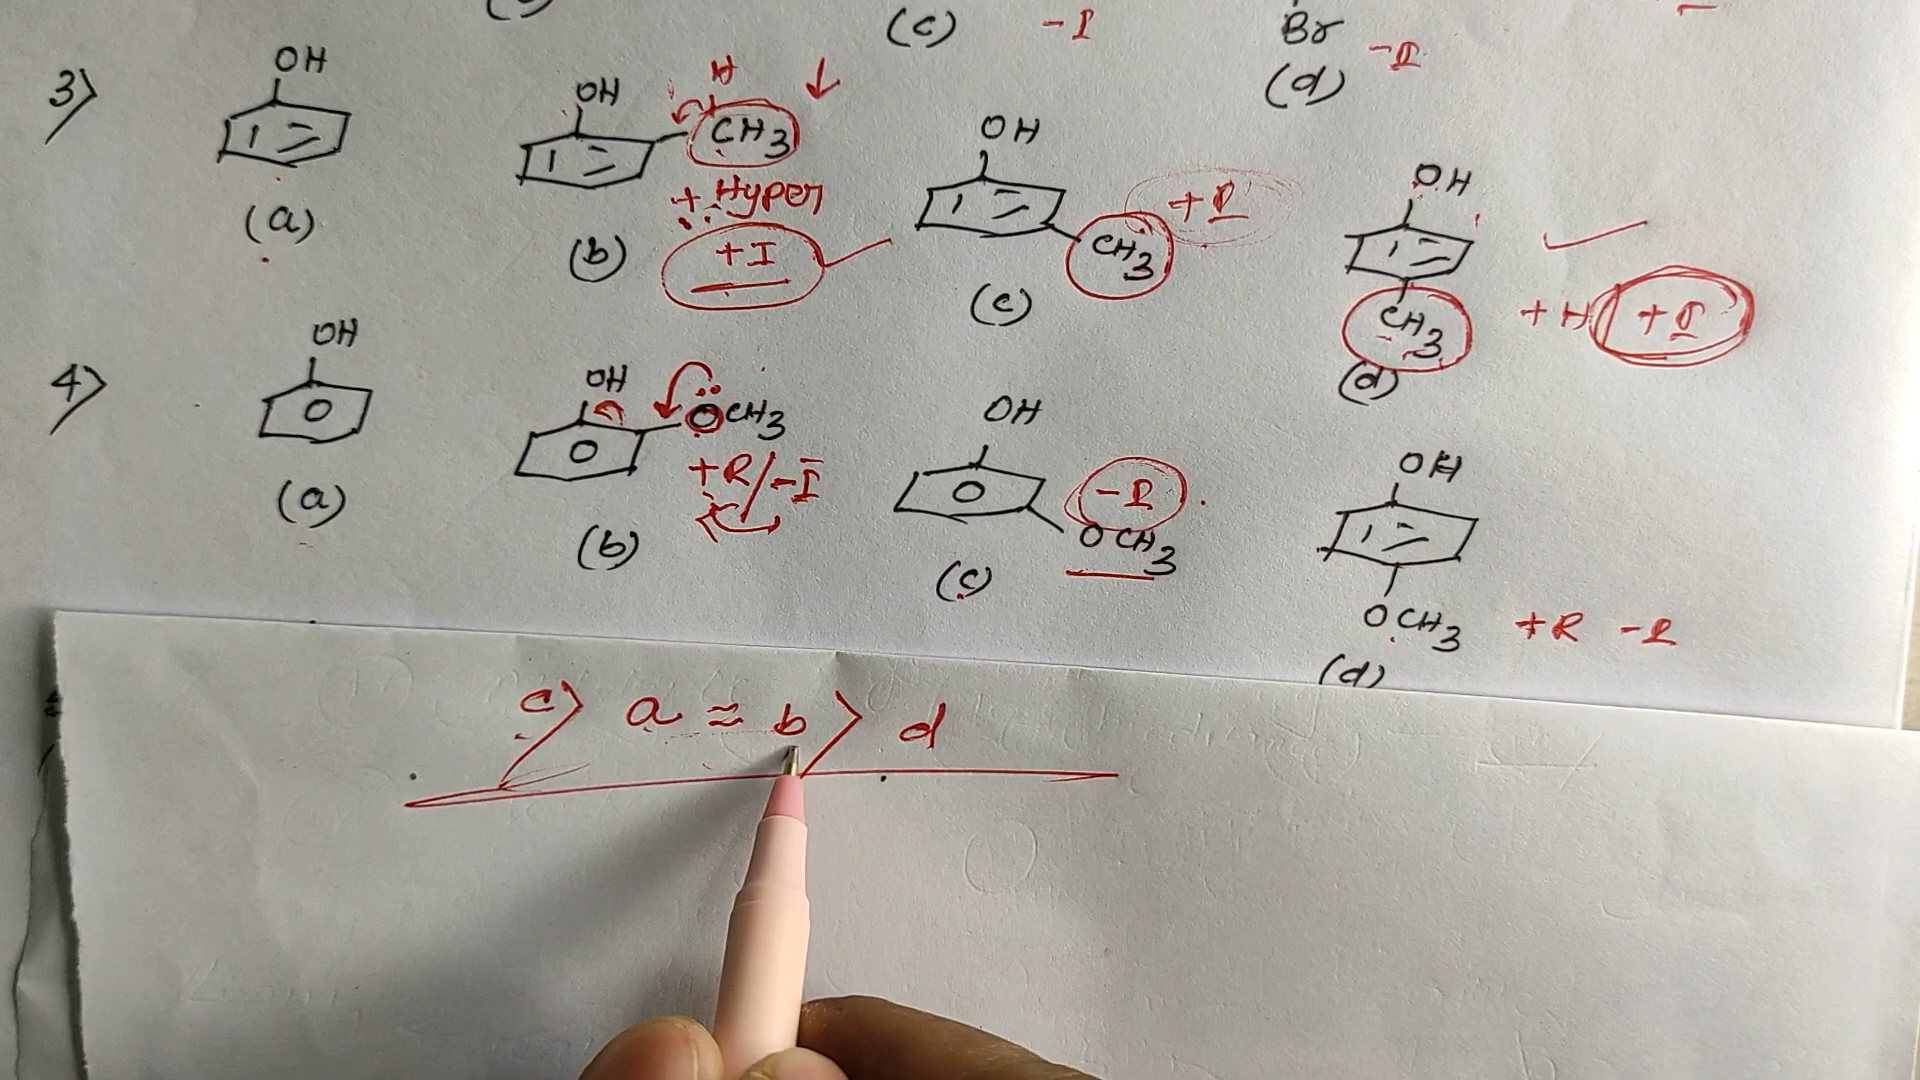 (c) -I Br -I
(d)
3) OH OH H CH3 OH +I OH
+ Hyper
(a) (b) +I CH3 (c) CH3 +H +I
(d)
4) OH OH OCH3 OH OH
+R/-I -I OCH3
(a) (b) (c) OCH3 +R -I
(d)
c > a ≈ b > d